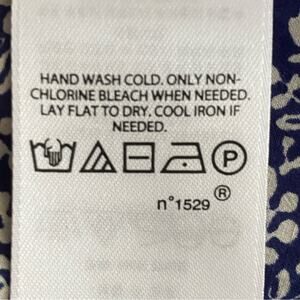 HAND WASH COLD. ONLY NON-
CHLORINE BLEACH WHEN NEEDED.
LAY FLAT TO DRY. COOL IRON IF
NEEDED.
P
n°1529 ®